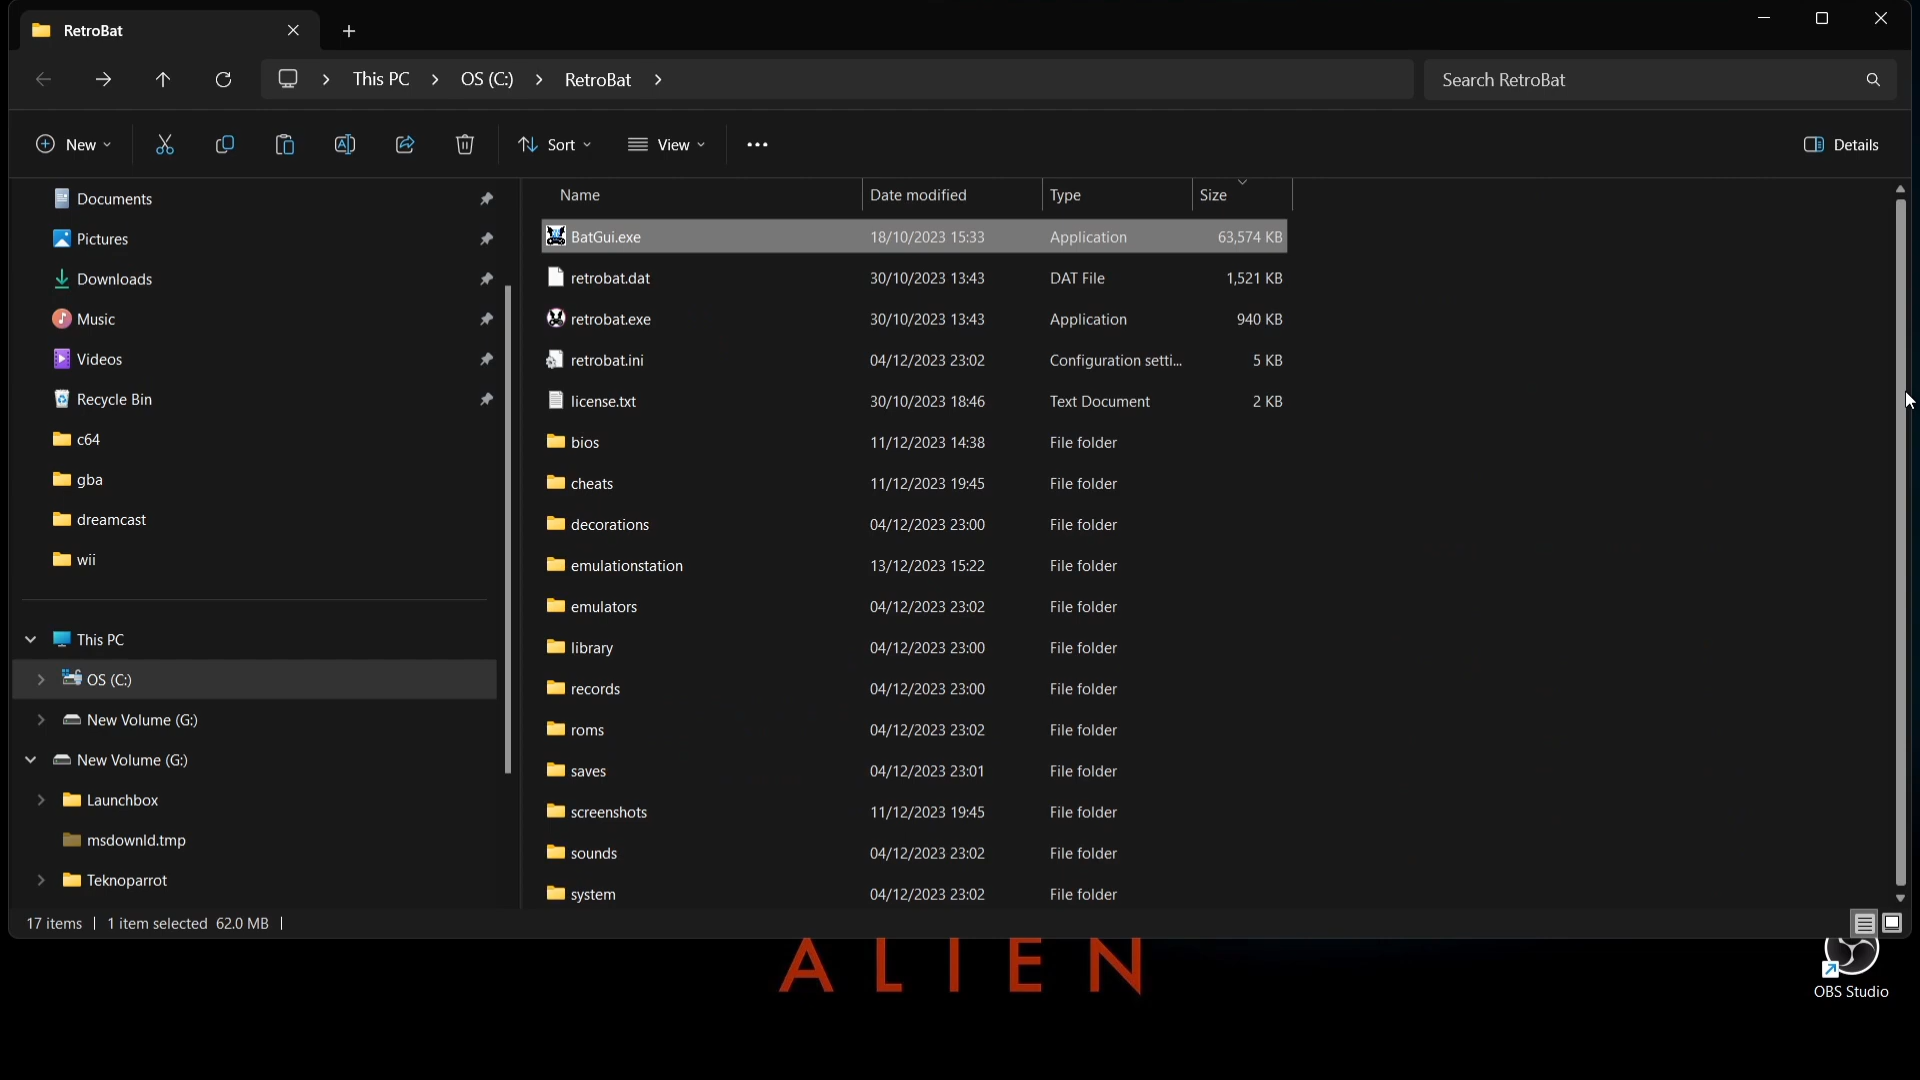 RetroBat
This PC
OS (C:)
RetroBat
Search RetroBat
New
Sort
View
Details
Documents
Pictures
Downloads
Music
Videos
Recycle Bin
c64
gba
dreamcast
wii
This PC
OS (C:)
New Volume (G:)
New Volume (G:)
Launchbox
msdownld.tmp
Teknoparrot
Name Date modified Type Size
BatGui.exe 18/10/2023 15:33 Application 63,574 KB
retrobat.dat 30/10/2023 13:43 DAT File 1,521 KB
retrobat.exe 30/10/2023 13:43 Application 940 KB
retrobat.ini 04/12/2023 23:02 Configuration setti... 5 KB
license.txt 30/10/2023 18:46 Text Document 2 KB
bios 11/12/2023 14:38 File folder
cheats 11/12/2023 19:45 File folder
decorations 04/12/2023 23:00 File folder
emulationstation 13/12/2023 15:22 File folder
emulators 04/12/2023 23:02 File folder
library 04/12/2023 23:00 File folder
records 04/12/2023 23:00 File folder
roms 04/12/2023 23:02 File folder
saves 04/12/2023 23:01 File folder
screenshots 11/12/2023 19:45 File folder
sounds 04/12/2023 23:02 File folder
system 04/12/2023 23:02 File folder
17 items 1 item selected 62.0 MB
ALIEN
OBS Studio